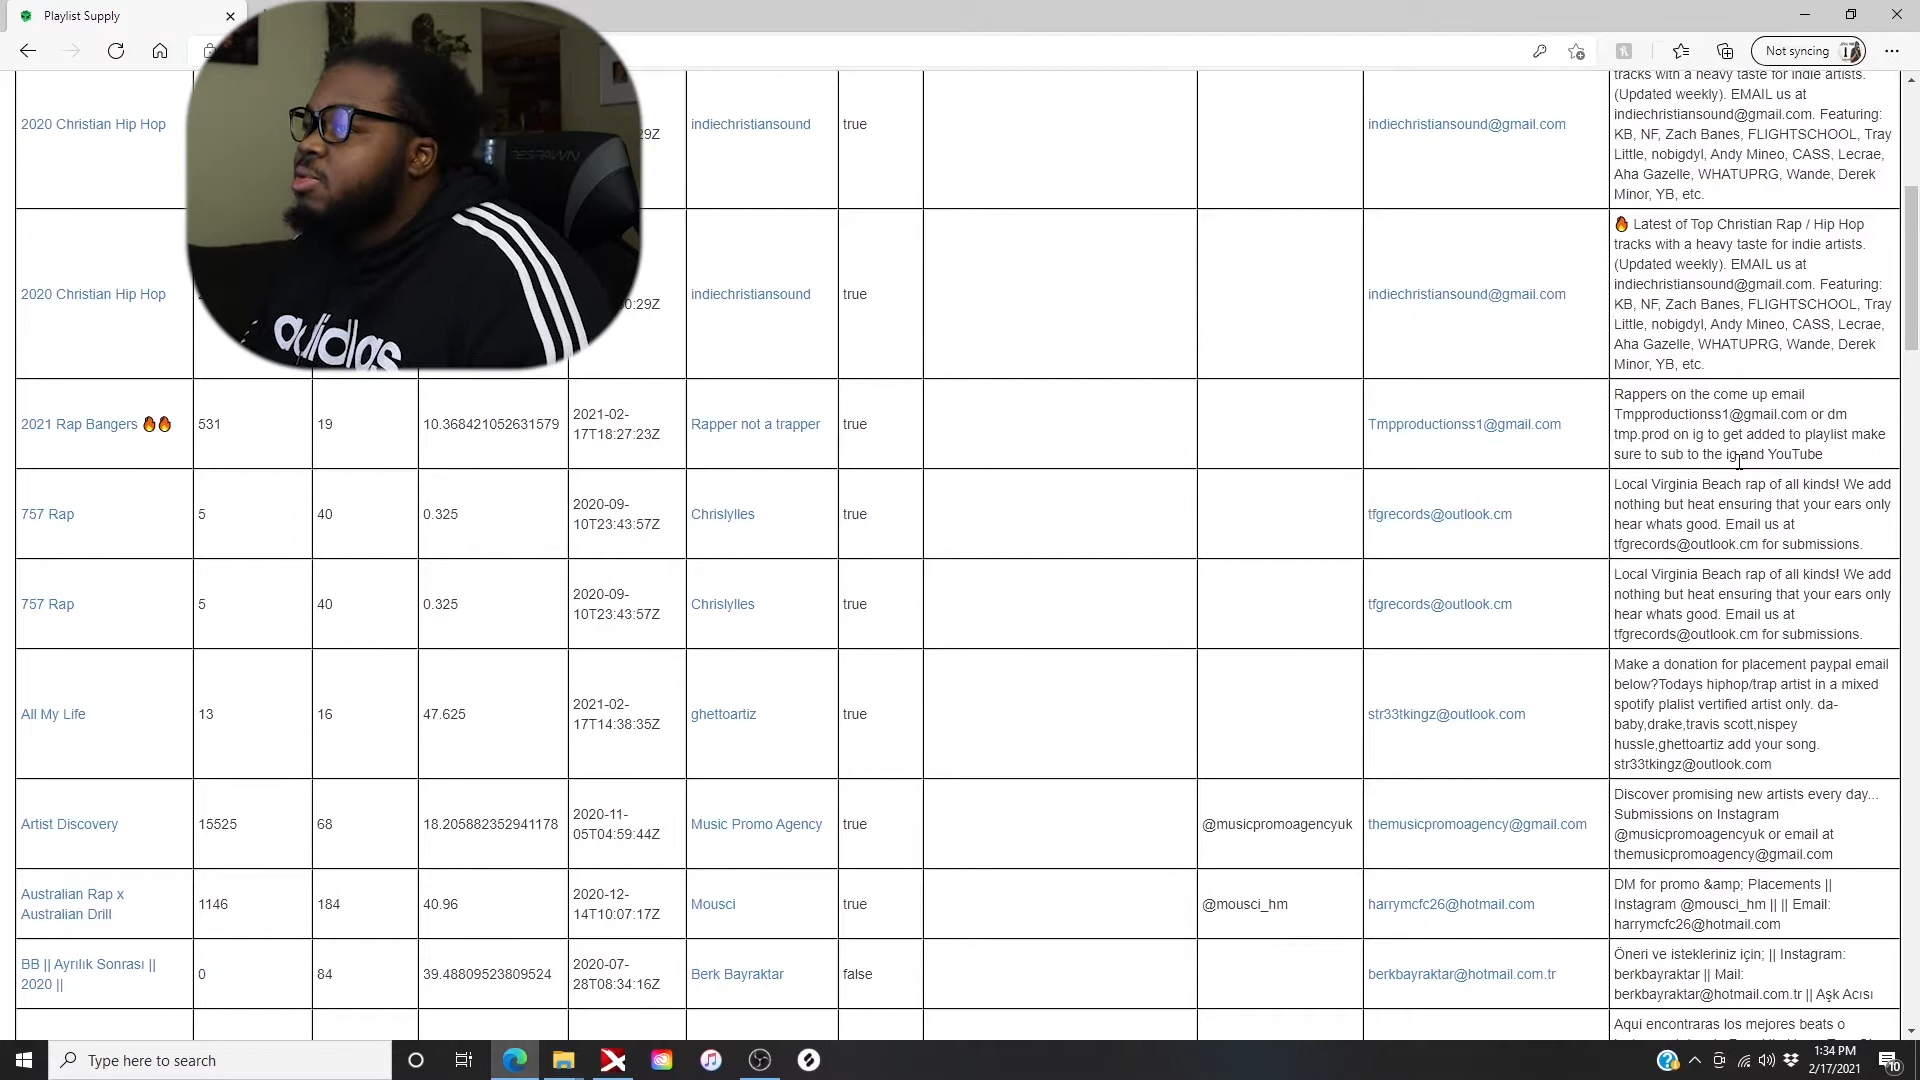 Playlist Supply
Not syncing
tracks with a heavy taste for indie artists.
(Updated weekly). EMAIL us at
2020 Christian Hip Hop
29Z
indiechristiansound
true
indiechristiansound@gmail.com
indiechristiansound@gmail.com. Featuring:
KB, NF, Zach Banes, FLIGHTSCHOOL, Tray
Little, nobigdyl, Andy Mineo, CASS, Lecrae,
Aha Gazelle, WHATUPRG, Wande, Derek
Minor, YB, etc.
2020 Christian Hip Hop
0:29Z
indiechristiansound
true
indiechristiansound@gmail.com
🔥 Latest of Top Christian Rap / Hip Hop
tracks with a heavy taste for indie artists.
(Updated weekly). EMAIL us at
indiechristiansound@gmail.com. Featuring:
KB, NF, Zach Banes, FLIGHTSCHOOL, Tray
Little, nobigdyl, Andy Mineo, CASS, Lecrae,
Aha Gazelle, WHATUPRG, Wande, Derek
Minor, YB, etc.
adidas
2021 Rap Bangers 🔥🔥
531
19
10.368421052631579
2021-02-
17T18:27:23Z
Rapper not a trapper
true
Tmpproductionss1@gmail.com
Rappers on the come up email
Tmpproductionss1@gmail.com or dm
tmp.prod on ig to get added to playlist make
sure to sub to the ig and YouTube
757 Rap
5
40
0.325
2020-09-
10T23:43:57Z
Chrislylles
true
tfgrecords@outlook.cm
Local Virginia Beach rap of all kinds! We add
nothing but heat ensuring that your ears only
hear whats good. Email us at
tfgrecords@outlook.cm for submissions.
757 Rap
5
40
0.325
2020-09-
10T23:43:57Z
Chrislylles
true
tfgrecords@outlook.cm
Local Virginia Beach rap of all kinds! We add
nothing but heat ensuring that your ears only
hear whats good. Email us at
tfgrecords@outlook.cm for submissions.
All My Life
13
16
47.625
2021-02-
17T14:38:35Z
ghettoartiz
true
str33tkingz@outlook.com
Make a donation for placement paypal email
below?Todays hiphop/trap artist in a mixed
spotify plalist vertified artist only. da-
baby,drake,travis scott,nispey
hussle,ghettoartiz add your song.
str33tkingz@outlook.com
Artist Discovery
15525
68
18.205882352941178
2020-11-
05T04:59:44Z
Music Promo Agency
true
@musicpromoagencyuk
themusicpromoagency@gmail.com
Discover promising new artists every day...
Submissions on Instagram
@musicpromoagencyuk or email at
themusicpromoagency@gmail.com
Australian Rap x
Australian Drill
1146
184
40.96
2020-12-
14T10:07:17Z
Mousci
true
@mousci_hm
harrymcfc26@hotmail.com
DM for promo &amp; Placements ||
Instagram @mousci_hm || || Email:
harrymcfc26@hotmail.com
BB || Ayrılık Sonrası ||
2020 ||
0
84
39.48809523809524
2020-07-
28T08:34:16Z
Berk Bayraktar
false
berkbayraktar@hotmail.com.tr
Öneri ve istekleriniz için; || Instagram:
berkbayraktar || Mail:
berkbayraktar@hotmail.com.tr || Aşk Acısı
Aqui encontraras los mejores beats o
Type here to search
1:34 PM
2/17/2021
10